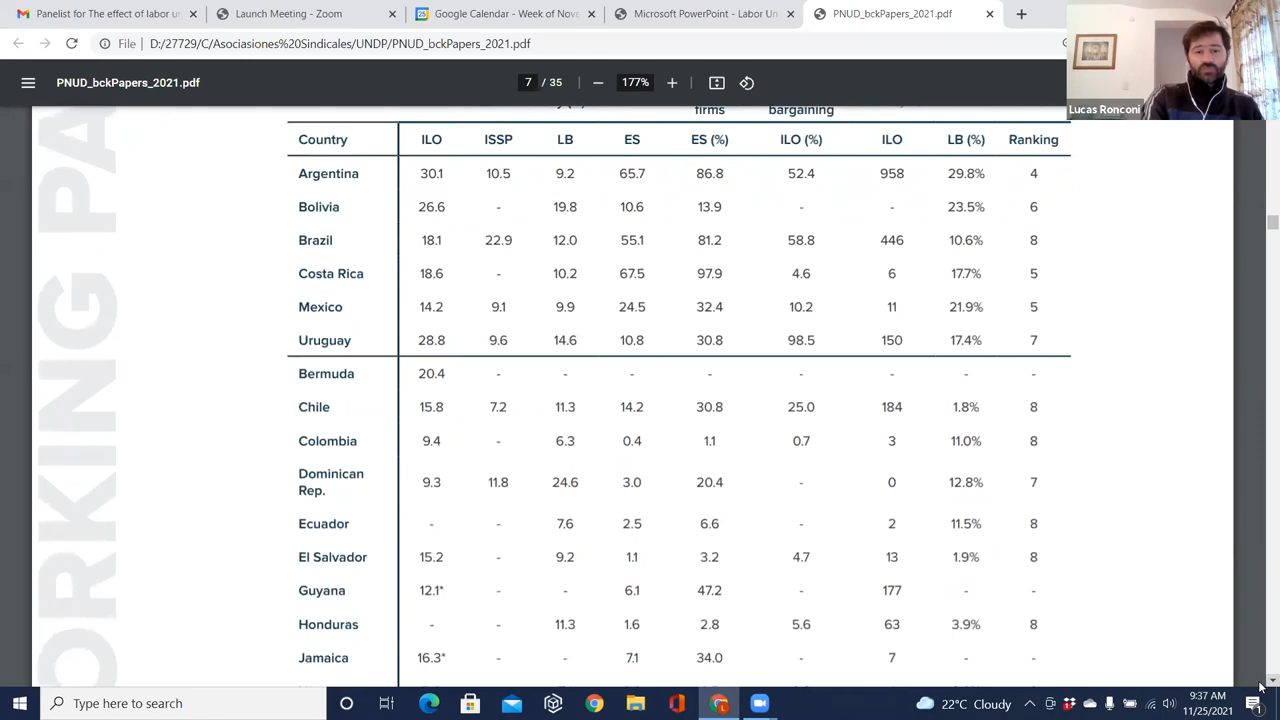 Panelist for The effect of labor u
Launch Meeting - Zoom
Google Calendar - Week of Nove
Microsoft PowerPoint - Labor Un
PNUD_bckPapers_2021.pdf
File D:/27729/C/Asociasiones%20Sindicales/UNDP/PNUD_bckPapers_2021.pdf
PNUD_bckPapers_2021.pdf 7 / 35 177%
Lucas Ronconi
firms bargaining
Country ILO ISSP LB ES ES (%) ILO (%) ILO LB (%) Ranking
Argentina 30.1 10.5 9.2 65.7 86.8 52.4 958 29.8% 4
Bolivia 26.6 - 19.8 10.6 13.9 - - 23.5% 6
Brazil 18.1 22.9 12.0 55.1 81.2 58.8 446 10.6% 8
Costa Rica 18.6 - 10.2 67.5 97.9 4.6 6 17.7% 5
Mexico 14.2 9.1 9.9 24.5 32.4 10.2 11 21.9% 5
Uruguay 28.8 9.6 14.6 10.8 30.8 98.5 150 17.4% 7
Bermuda 20.4 - - - - - - - -
Chile 15.8 7.2 11.3 14.2 30.8 25.0 184 1.8% 8
Colombia 9.4 - 6.3 0.4 1.1 0.7 3 11.0% 8
Dominican
Rep. 9.3 11.8 24.6 3.0 20.4 - 0 12.8% 7
Ecuador - - 7.6 2.5 6.6 - 2 11.5% 8
El Salvador 15.2 - 9.2 1.1 3.2 4.7 13 1.9% 8
Guyana 12.1* - - 6.1 47.2 - 177 - -
Honduras - - 11.3 1.6 2.8 5.6 63 3.9% 8
Jamaica 16.3* - - 7.1 34.0 - 7 - -
ORKING PA
Type here to search
22°C Cloudy
9:37 AM
11/25/2021
1